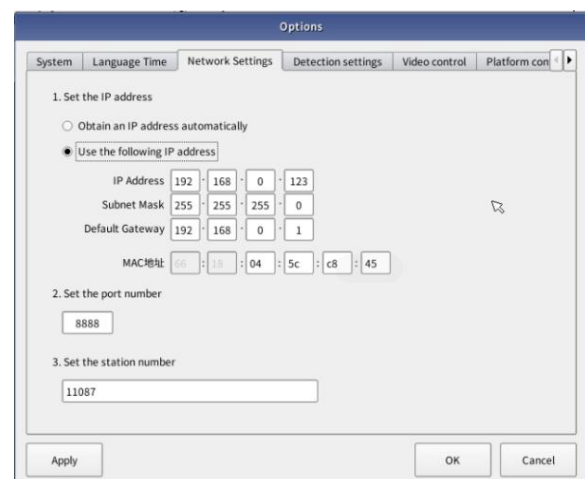 Options
System Language Time Network Settings Detection settings Video control Platform con
1. Set the IP address
Obtain an IP address automatically
Use the following IP address
IP Address 192 . 168 . 0 . 123
Subnet Mask 255 . 255 . 255 . 0
Default Gateway 192 . 168 . 0 . 1
MAC地址 66 : 18 : 04 : 5c : c8 : 45
2. Set the port number
8888
3. Set the station number
11087
Apply OK Cancel